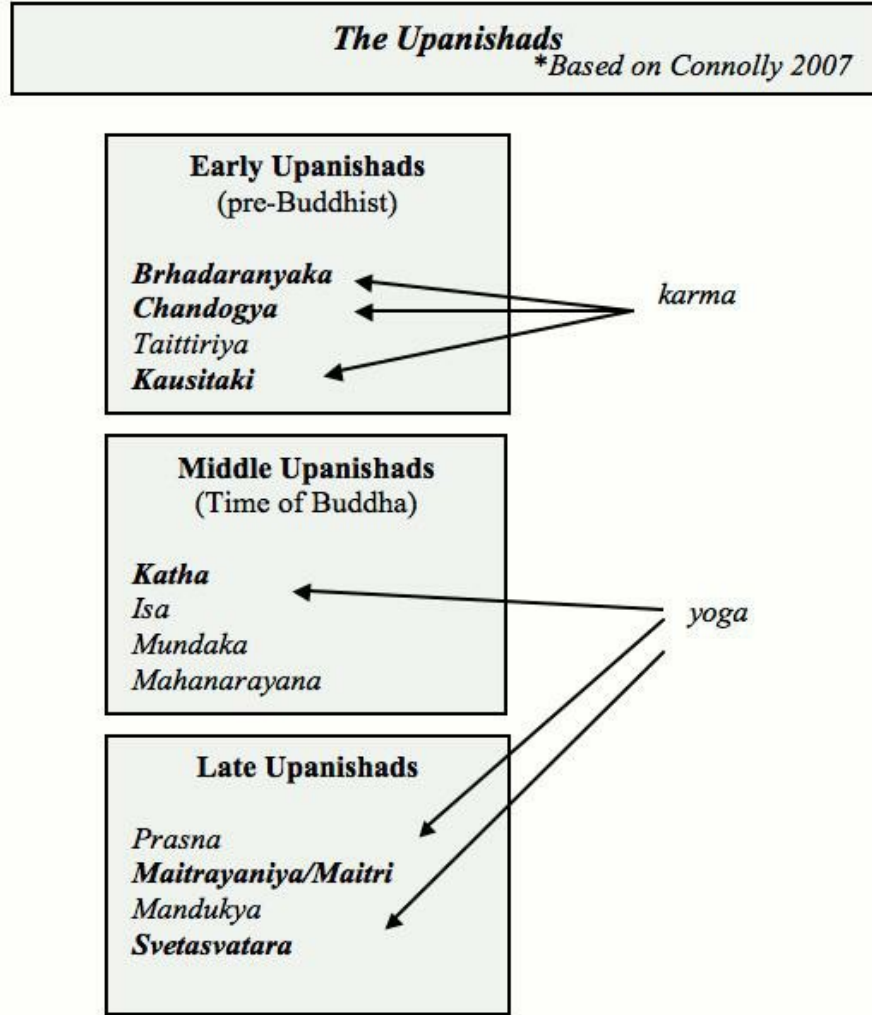 The Upanishads
*Based on Connolly 2007
Early Upanishads
(pre-Buddhist)
Brhadaranyaka
Chandogya
Taittiriya
Kausitaki
karma
Middle Upanishads
(Time of Buddha)
Katha
Isa
Mundaka
Mahanarayana
yoga
Late Upanishads
Prasna
Maitrayaniya/Maitri
Mandukya
Svetasvatara